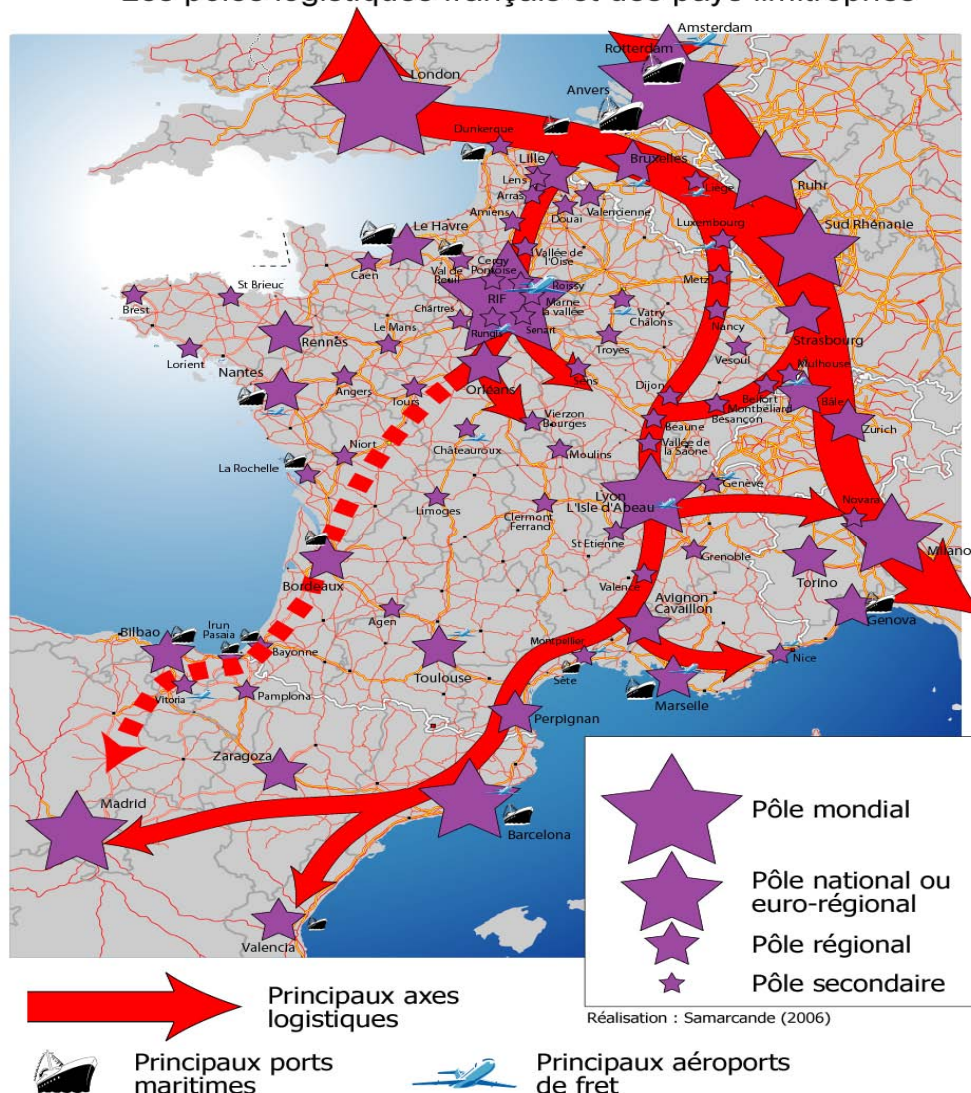 Les pôles logistiques français et des pays limitrophes
Amsterdam
Rotterdam
London
Anvers
Dunkerque
Lille
Bruxelles
Lens
Liege
Ruhr
Arras
Douai
Valencienne
Amiens
Luxembourg
Sud Rhénanie
Le Havre
Vallée de
l'Oise
Caen
Val de
Reuil
Cergy
Pontoise
Roissy
Metz
St Brieuc
Brest
RIF
Marne
la vallée
Chartres
Vatry
Châlons
Nancy
Le Mans
Rungis
Senart
Strasbourg
Rennes
Troyes
Vesoul
Lorient
Nantes
Orléans
Sens
Mulhouse
Angers
Tours
Dijon
Belfort
Montbéliard
Bâle
Besançon
Vierzon
Bourges
Beaune
Zurich
Niort
Châteauroux
Moulins
Vallée de
la Saône
La Rochelle
Genève
Lyon
L'Isle d'Abeau
Novara
Limoges
Clermont
Ferrand
St Etienne
Grenoble
Milano
Bordeaux
Valence
Torino
Avignon
Cavaillon
Agen
Genova
Bilbao
Irun
Pasaia
Bayonne
Montpellier
Nice
Toulouse
Sète
Vitoria
Pamplona
Marseille
Perpignan
Zaragoza
Madrid
Barcelona
Valencia
Pôle mondial
Pôle national ou
euro-régional
Pôle régional
Pôle secondaire
Réalisation : Samarcande (2006)
Principaux axes
logistiques
Principaux ports
maritimes
Principaux aéroports
de fret